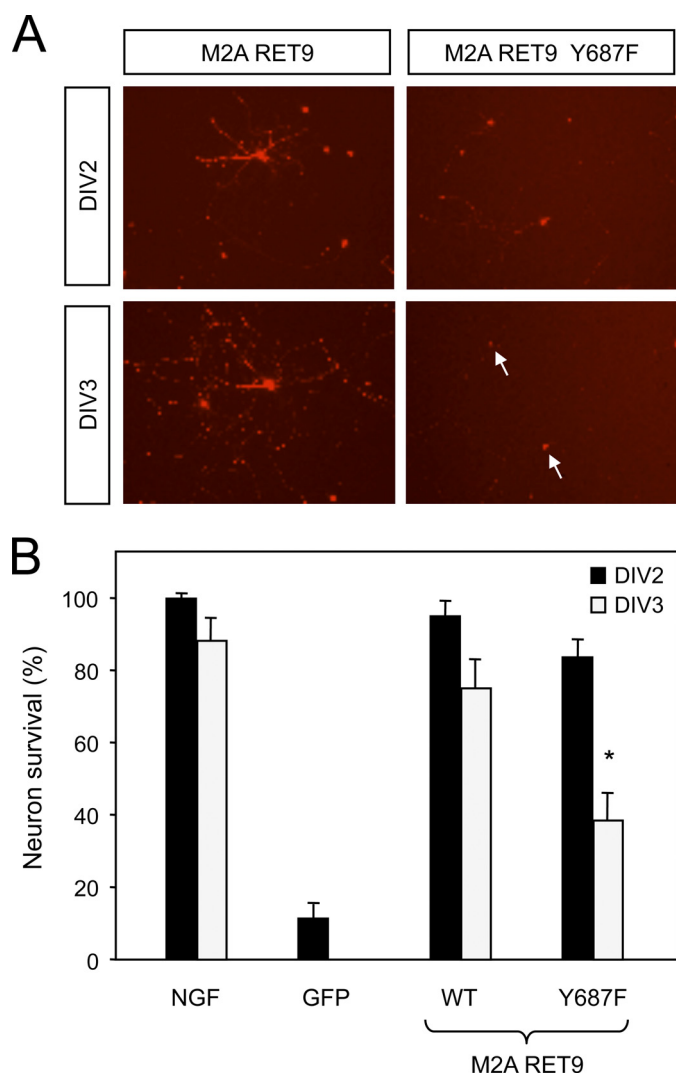 A
M2A RET9
M2A RET9 Y687F
DIV2
DIV3
B
DIV2
DIV3
Neuron survival (%)
100
80
60
40
20
0
*
NGF
GFP
WT
Y687F
M2A RET9